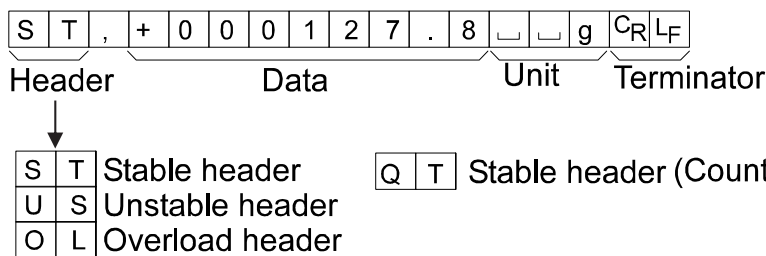 S T , + 0 0 0 1 2 7 . 8 ⎵ ⎵ g CR LF
Header Data Unit Terminator
S T Stable header Q T Stable header (Count
U S Unstable header
O L Overload header